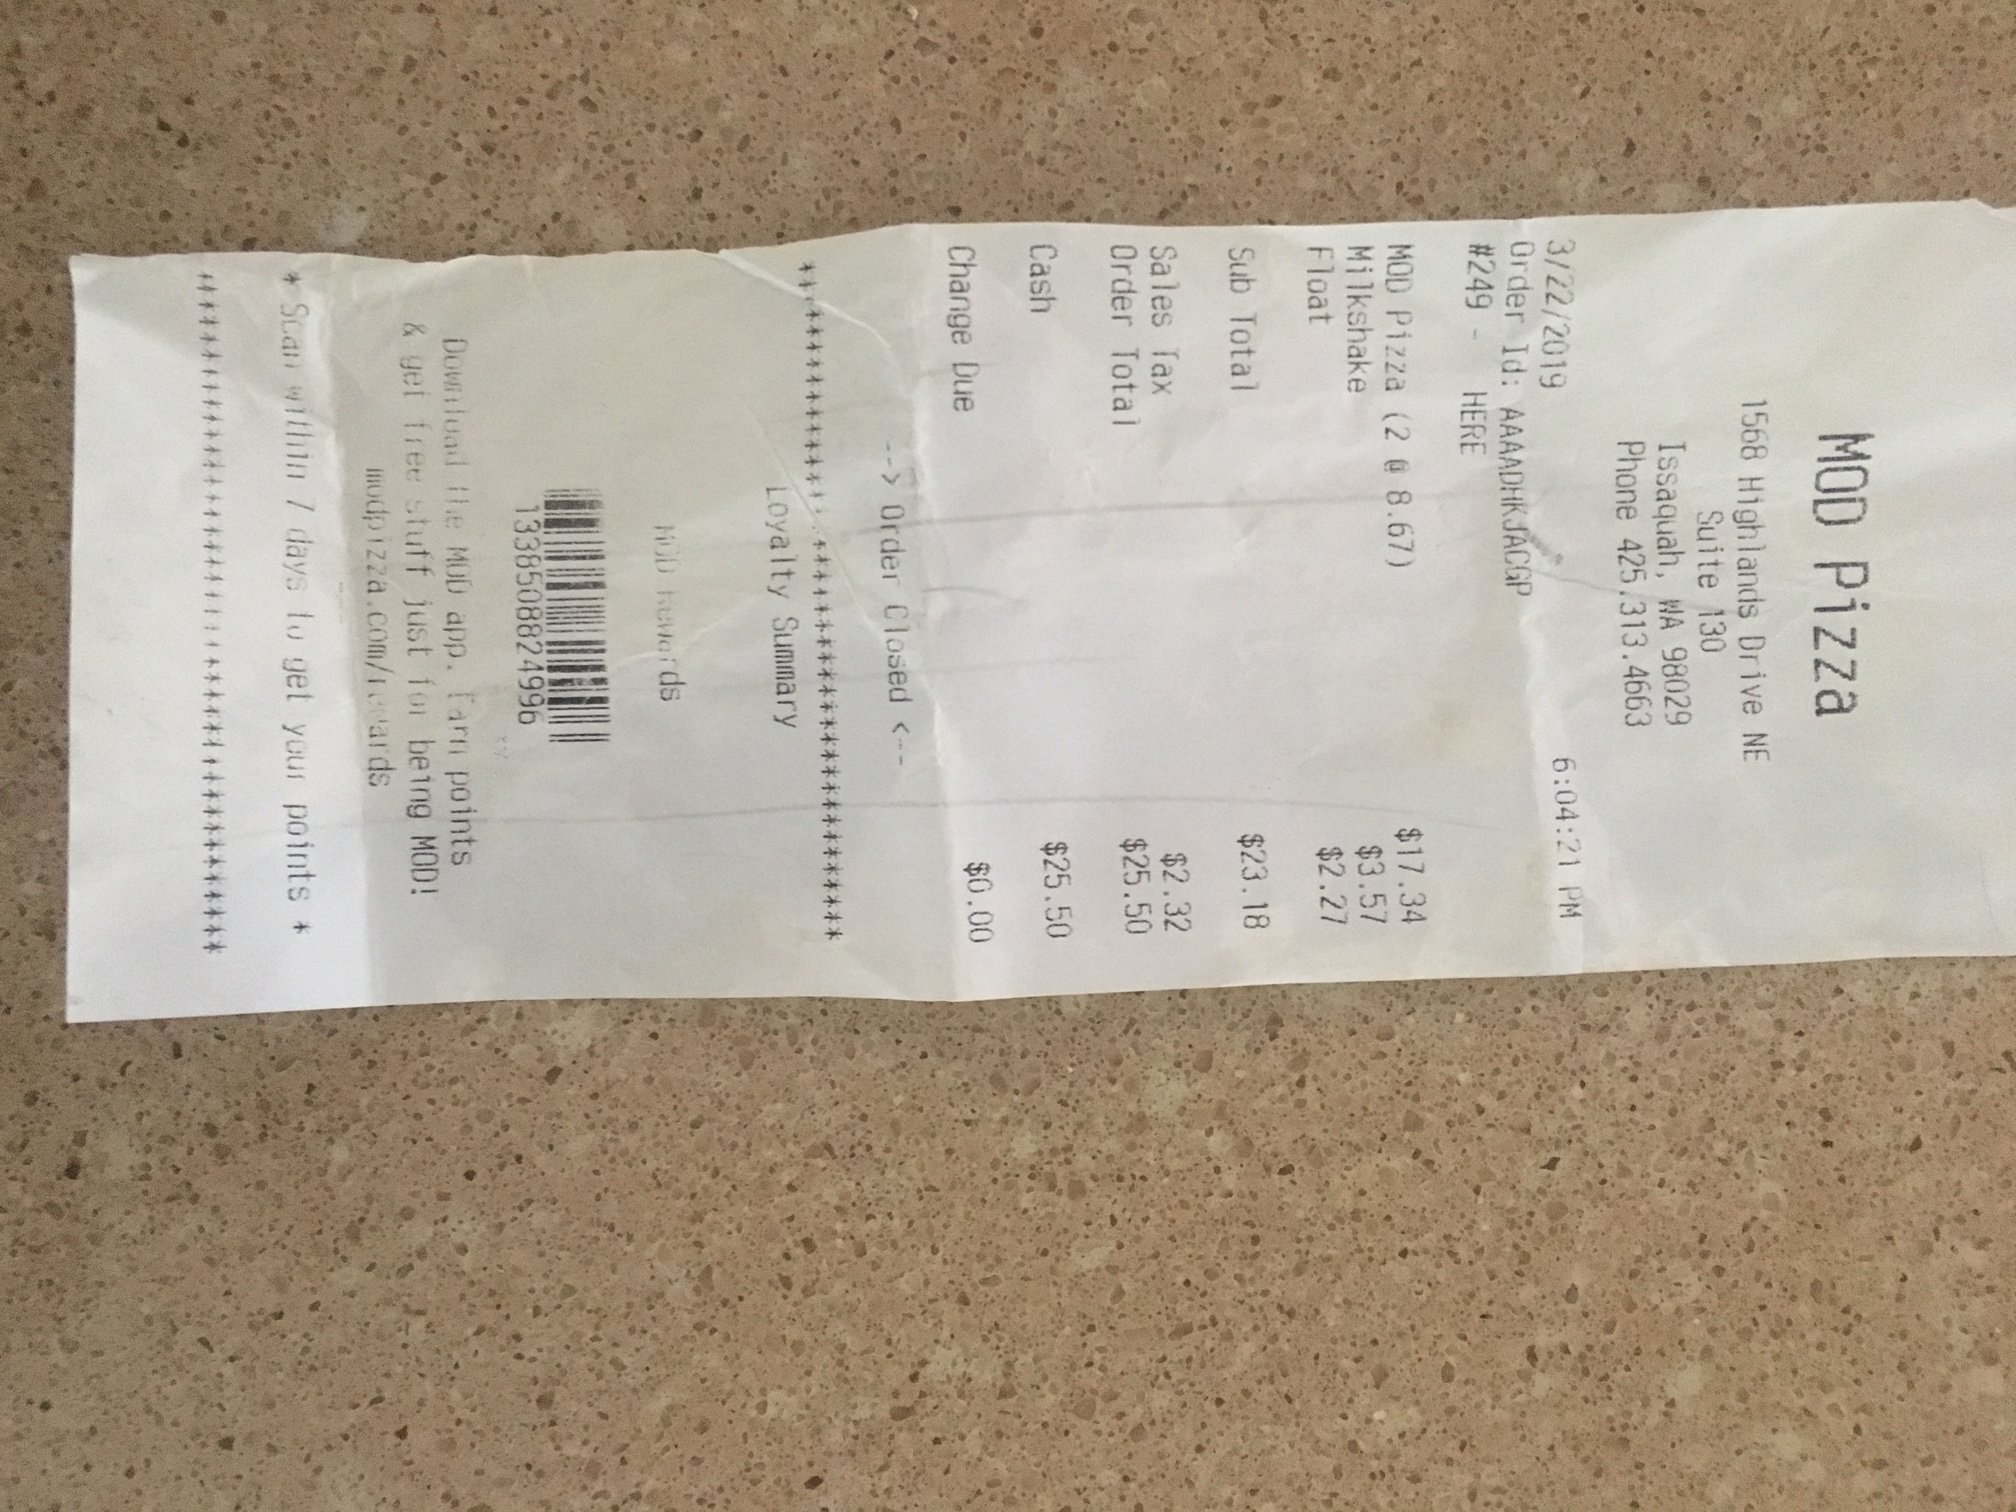 MOD Pizza
1568 Highlands Drive NE
Suite 130
Issaquah, WA 98029
Phone 425.313.4663
3/22/2019 6:04:21 PM
Order Id: AAAADHKJACGP
#249 - HERE
MOD Pizza (2 @ 8.67) $17.34
Milkshake $3.57
Float $2.27
Sub Total $23.18
Sales Tax $2.32
Order Total $25.50
Cash $25.50
Change Due $0.00
--> Order Closed <--
****************************************
Loyalty Summary
MOD Rewards
13385088824996
Download the MOD app. Earn points
& get free stuff just for being MOD!
modpizza.com/rewards
* Scan within 7 days to get your points *
****************************************